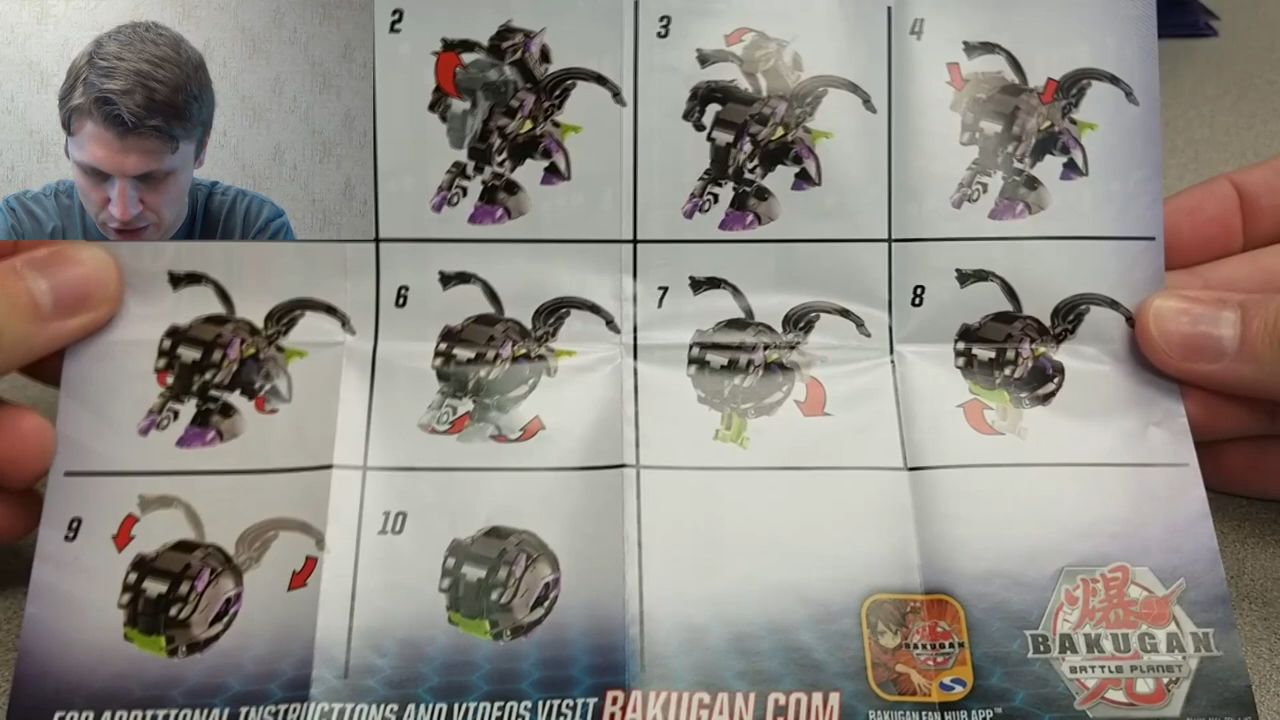 2
3
4
6
7
8
9
10
爆
BAKUGAN
BATTLE PLANET
BAKUGAN
FOR ADDITIONAL INSTRUCTIONS AND VIDEOS VISIT BAKUGAN.COM
BAKUGAN FAN HUB APP™